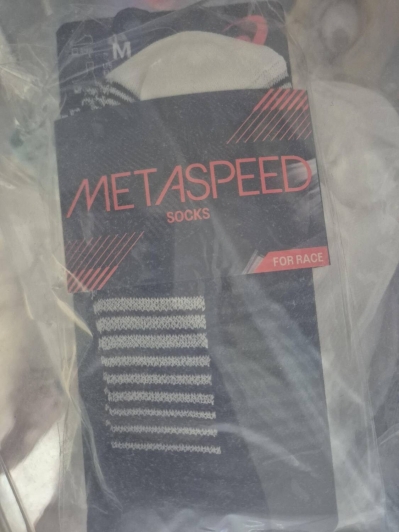 M
METASPEED
SOCKS
FOR RACE